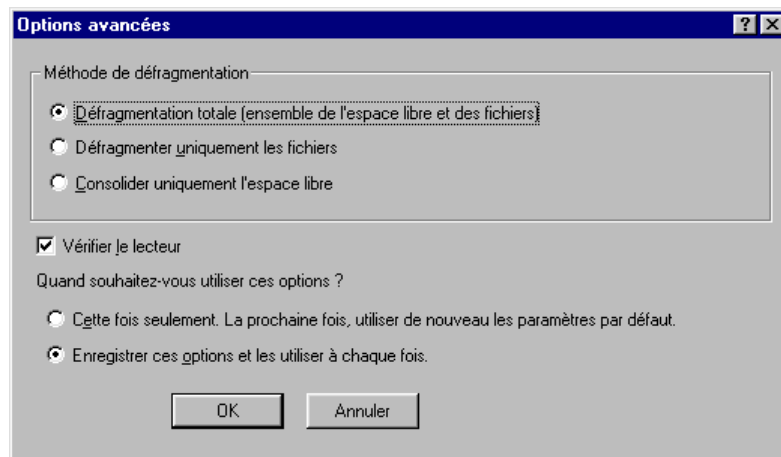 Options avancées
Méthode de défragmentation
Défragmentation totale (ensemble de l'espace libre et des fichiers)
Défragmenter uniquement les fichiers
Consolider uniquement l'espace libre
Vérifier le lecteur
Quand souhaitez-vous utiliser ces options ?
Cette fois seulement. La prochaine fois, utiliser de nouveau les paramètres par défaut.
Enregistrer ces options et les utiliser à chaque fois.
OK Annuler